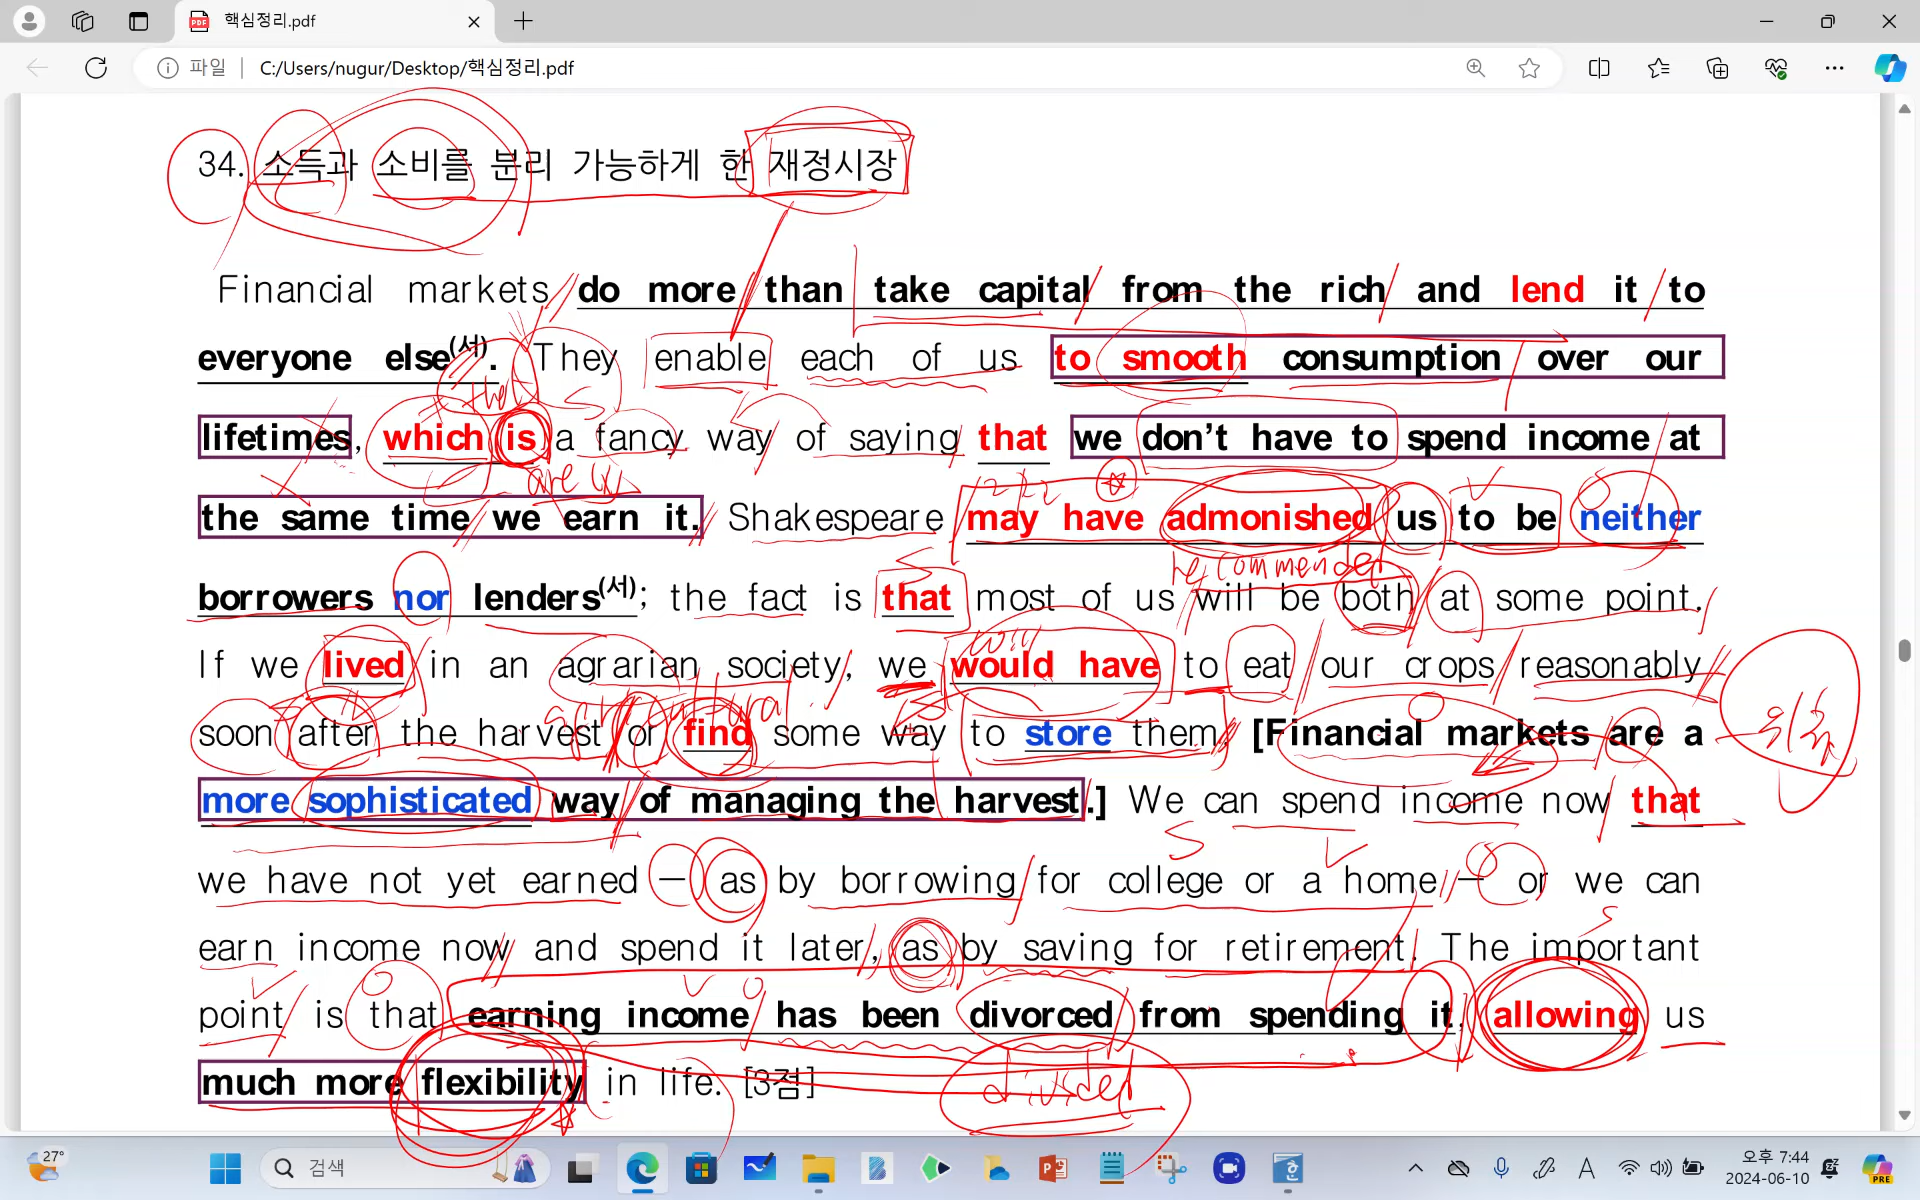 핵심정리.pdf
파일 C:/Users/nugur/Desktop/핵심정리.pdf
34. 소득과 소비를 분리 가능하게 한 재정시장
Financial markets do more than take capital from the rich and lend it to
everyone else(서). They enable each of us to smooth consumption over our
that S
lifetimes, which is a fancy way of saying that we don't have to spend income at
are
the same time we earn it. Shakespeare may have admonished us to be neither
recommended
borrowers nor lenders(서); the fact is that most of us will be both at some point.
will
If we lived in an agrarian society, we would have to eat our crops reasonably
agricultural
soon after the harvest or find some way to store them. [Financial markets are a
more sophisticated way of managing the harvest.] We can spend income now that
S V
we have not yet earned — as by borrowing for college or a home — or we can
earn income now and spend it later, as by saving for retirement. The important
point is that earning income has been divorced from spending it, allowing us
much more flexibility in life. [3점]
divided
27°
검색
오후 7:44
2024-06-10
PRE